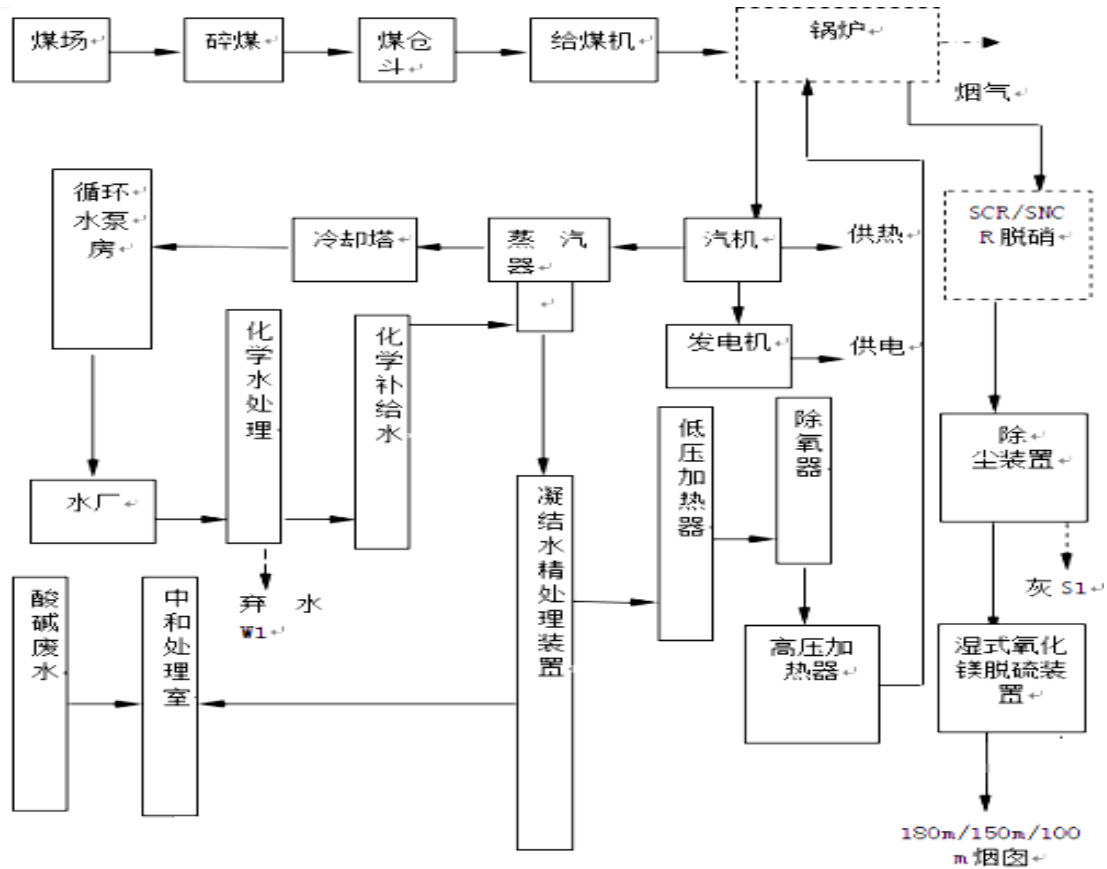 煤场
碎煤
煤仓
斗
给煤机
锅炉
烟气
循环
水泵
房
冷却塔
蒸 汽
器
汽机
供热
SCR/SNC
R 脱硝
发电机
供电
化学水处理
化学补给水
低压加热器
除氧器
除
尘装置
水厂
凝结水精处理装置
弃 水
W1
灰 S1
酸碱废水
中和处理室
高压加
热器
湿式氧化
镁脱硫装
置
180m/150m/100
m 烟囱